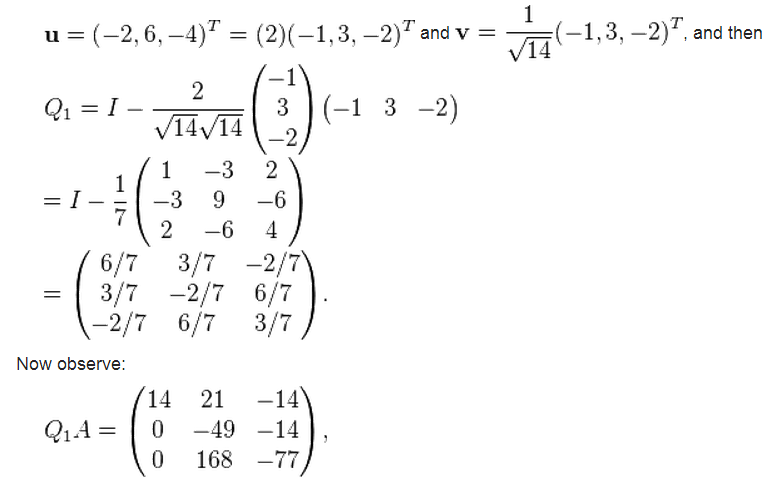 u = (−2, 6, −4)ᵀ = (2)(−1, 3, −2)ᵀ and v = 1/√14 (−1, 3, −2)ᵀ, and then
Q₁ = I − 2/(√14√14) (−1; 3; −2) (−1 3 −2)
= I − 1/7 (1 −3 2; −3 9 −6; 2 −6 4)
= (6/7 3/7 −2/7; 3/7 −2/7 6/7; −2/7 6/7 3/7).
Now observe:
Q₁A = (14 21 −14; 0 −49 −14; 0 168 −77),